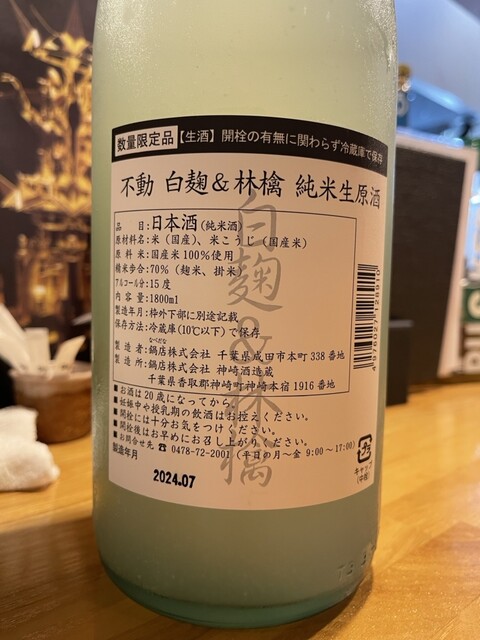 数量限定品【生酒】開栓の有無に関わらず冷蔵庫で保存
不動 白麹&林檎 純米生原酒
白麹&林檎
品目:日本酒(純米酒)
原材料名:米(国産)、米こうじ(国産米)
原料米:国産米100%使用
精米歩合:70%(麹米、掛米)
アルコール分:15度
内容量:1800ml
製造年月:枠外下部に別途記載
保存方法:冷蔵庫(10℃以下)で保存
なべだな
製造者:鍋店株式会社 千葉県成田市本町338番地
製造所:鍋店株式会社 神崎酒造蔵
千葉県香取郡神崎町神崎本宿1916番地
■お酒は20歳になってから。
■妊娠中や授乳期の飲酒はお控えください。
■開栓には十分お気をつけください。
■開栓後はお早めにお召し上がりください。
■お問合せ先 ☎0478-72-2001(平日の月～金 9:00～17:00)
製造年月
2024.07
キャップ
(中栓)